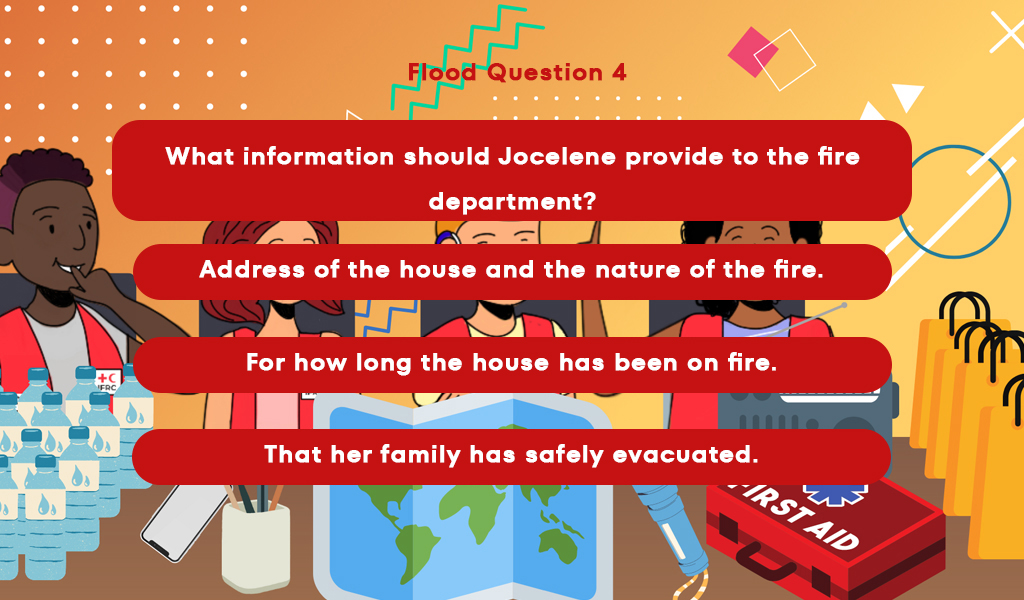 Flood Question 4
What information should Jocelene provide to the fire
department?
Address of the house and the nature of the fire.
For how long the house has been on fire.
IFRC
That her family has safely evacuated.
FIRST AID